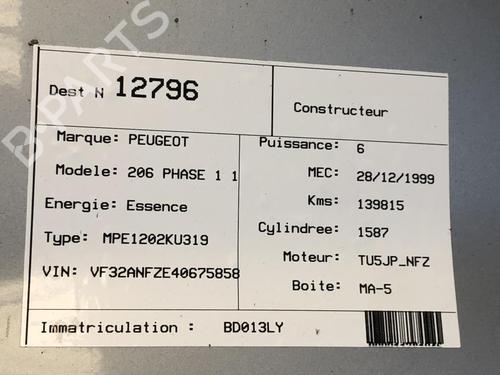 B-PARTS
Dest N 12796
Constructeur
Marque: PEUGEOT
Modele: 206 PHASE 1 1
Energie: Essence
Type: MPE1202KU319
VIN: VF32ANFZE40675858
Puissance: 6
MEC: 28/12/1999
Kms: 139815
Cylindree: 1587
Moteur: TU5JP_NFZ
Boite: MA-5
Immatriculation : BD013LY